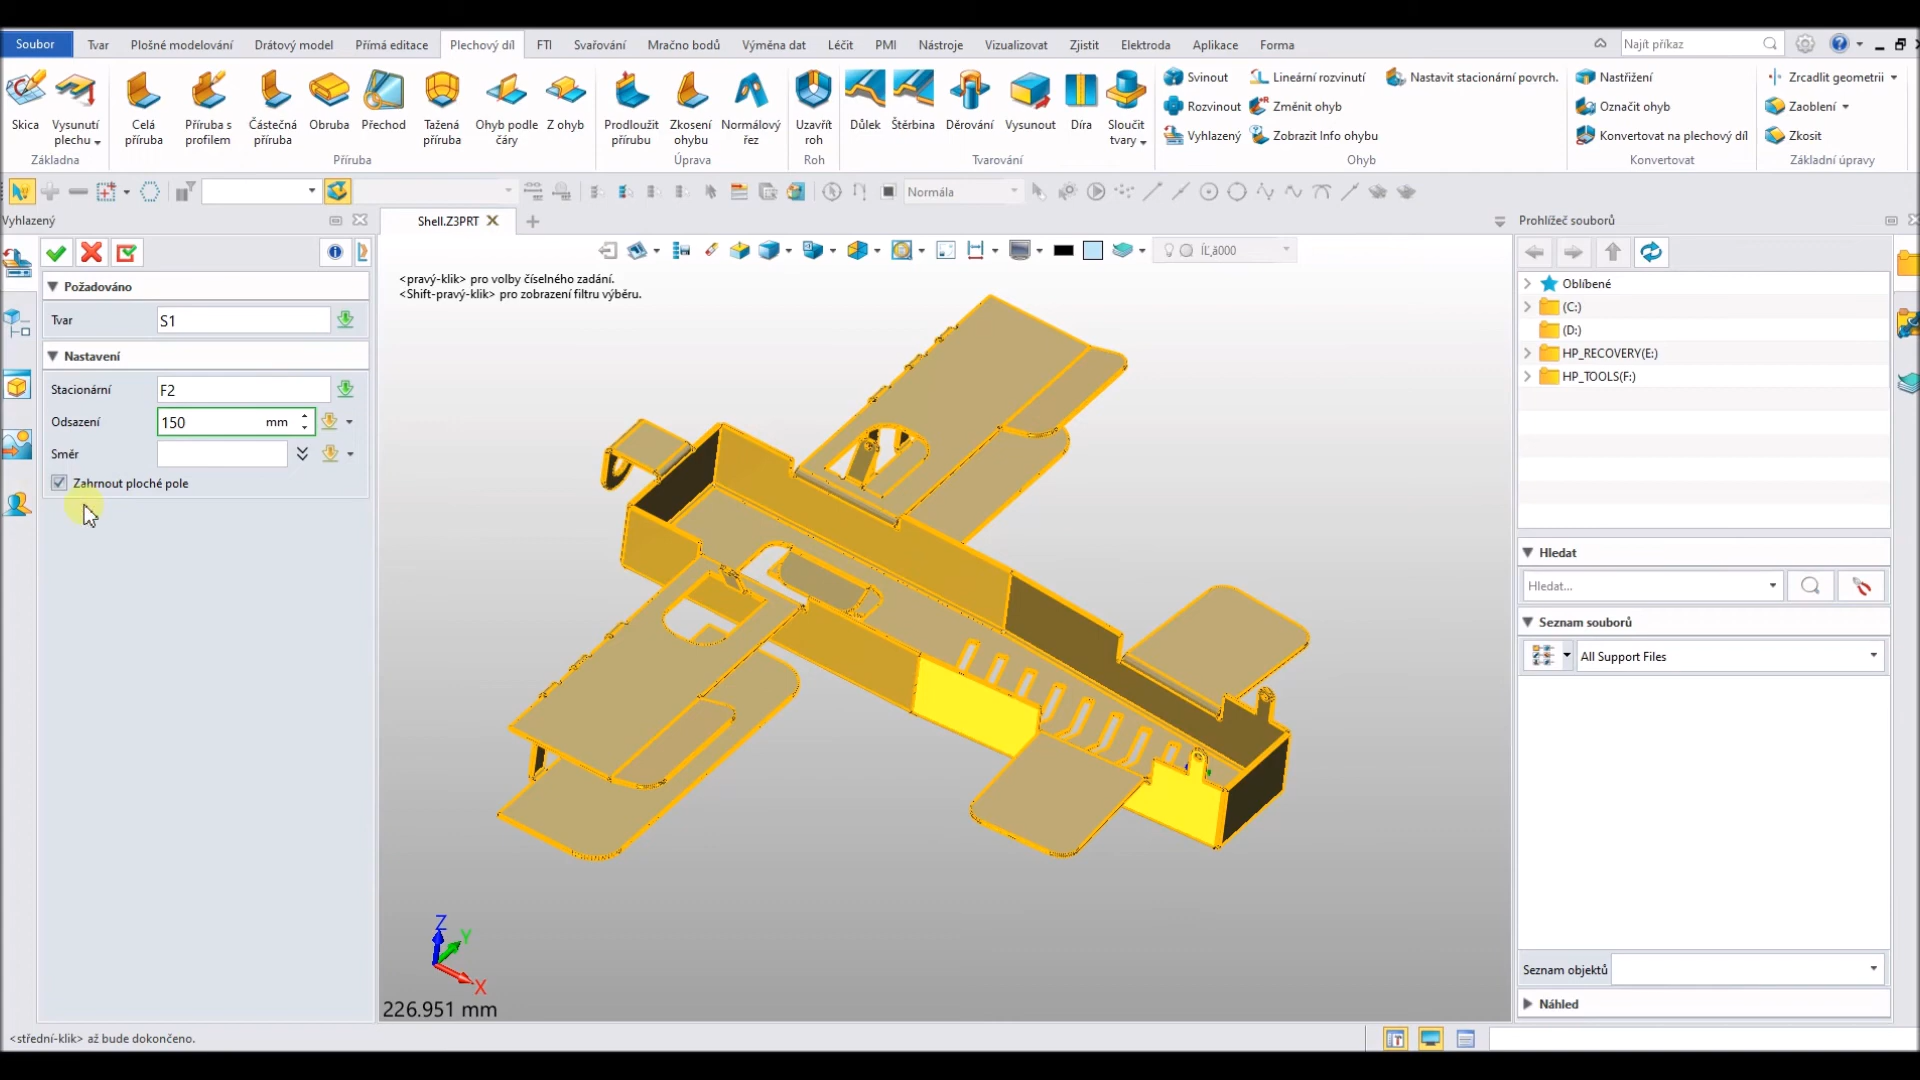 Soubor Tvar Plošné modelování Drátový model Přímá editace Plechový díl FTI Svařování Mračno bodů Výměna dat Léčit PMI Nástroje Vizualizovat Zjistit Elektroda Aplikace Forma Najít příkaz
Skica
Vysunutí plechu
Základna
Celá příruba
Příruba s profilem
Částečná příruba
Obruba
Přechod
Tažená příruba
Ohyb podle čáry
Z ohyb
Příruba
Prodloužit přírubu
Zkosení ohybu
Normálový řez
Úprava
Uzavřít roh
Roh
Důlek
Štěrbina
Děrování
Vysunout
Díra
Sloučit tvary
Tvarování
Svinout Lineární rozvinutí Nastavit stacionární povrch.
Rozvinout Změnit ohyb
Vyhlazený Zobrazit Info ohybu
Ohyb
Nastřižení
Označit ohyb
Konvertovat na plechový díl
Konvertovat
Zrcadlit geometrii
Zaoblení
Zkosit
Základní úpravy
Normála
Vyhlazený
Shell.Z3PRT
Prohlížeč souborů
Požadováno
Tvar S1
Nastavení
Stacionární F2
Odsazení 150 mm
Směr
Zahrnout ploché pole
<pravý-klik> pro volby číselného zadání.
<Shift-pravý-klik> pro zobrazení filtru výběru.
Z
Y
X
226.951 mm
Oblíbené
(C:)
(D:)
HP_RECOVERY(E:)
HP_TOOLS(F:)
Hledat
Hledat...
Seznam souborů
All Support Files
Seznam objektů
Náhled
<střední-klik> až bude dokončeno.